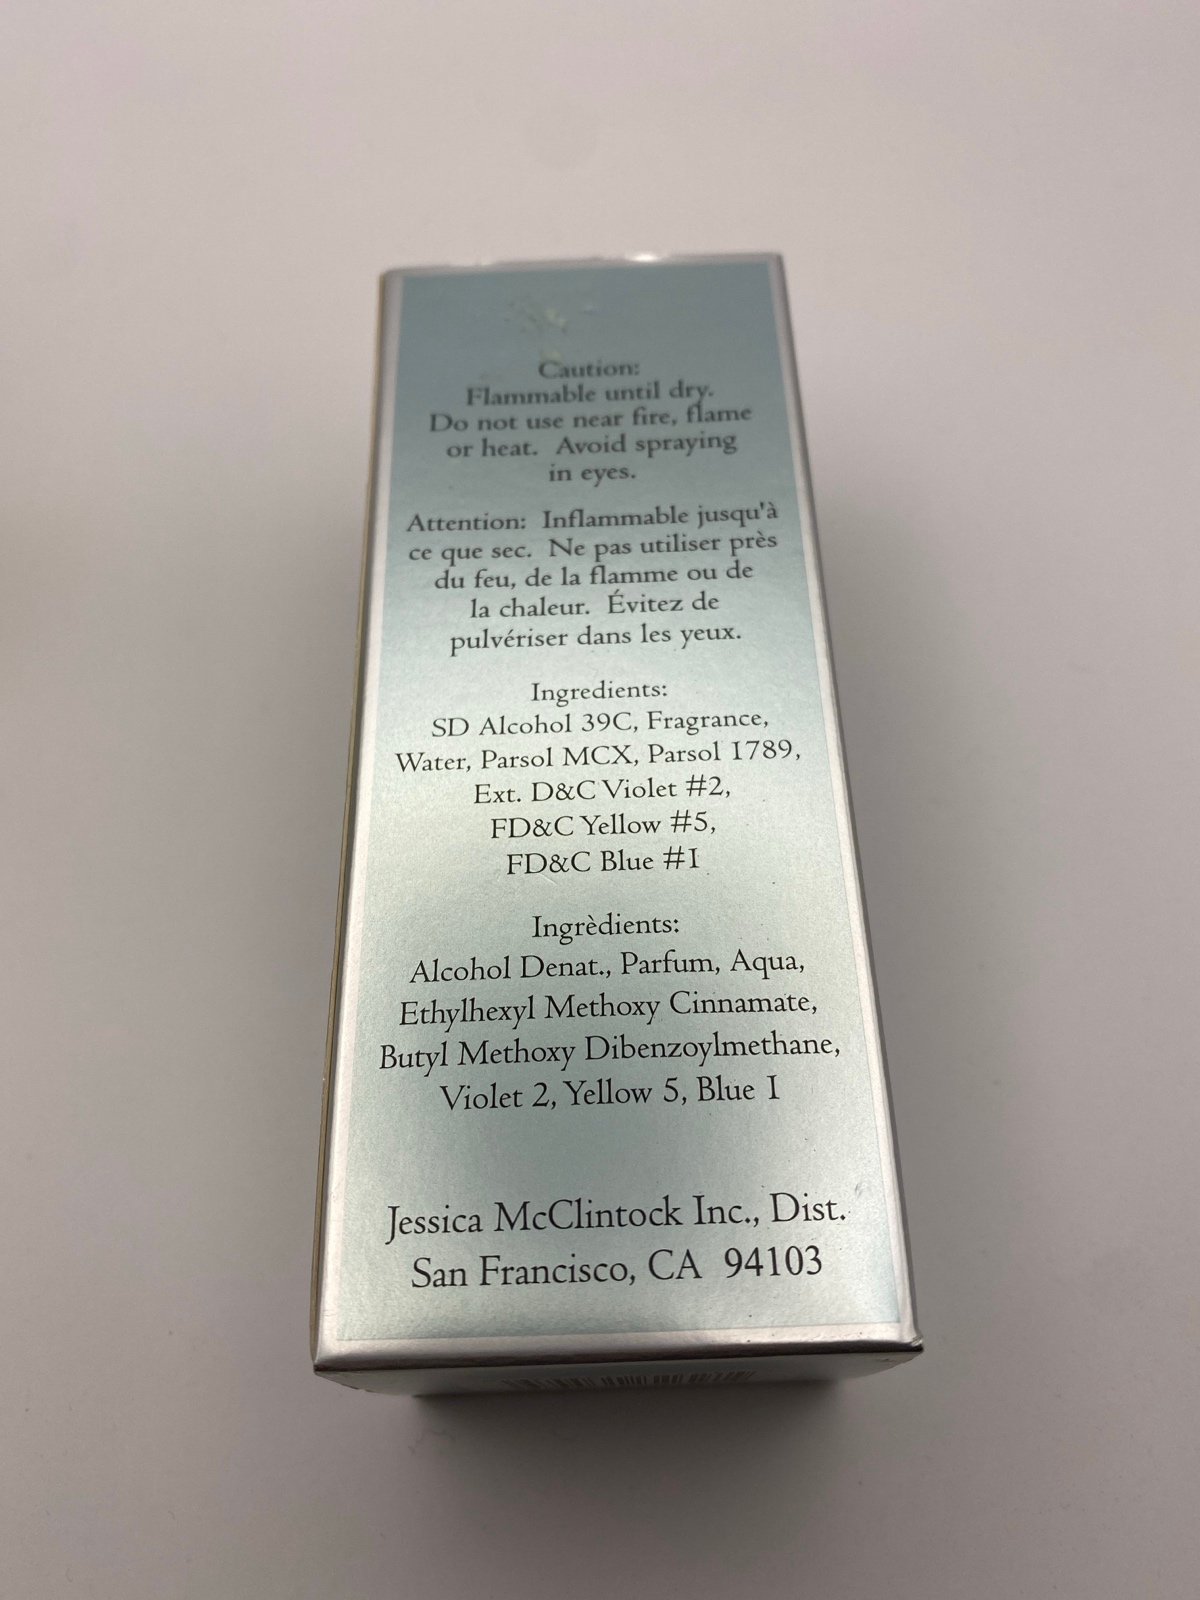 Caution:
Flammable until dry.
Do not use near fire, flame
or heat.  Avoid spraying
in eyes.
Attention:  Inflammable jusqu'à
ce que sec.  Ne pas utiliser près
du feu, de la flamme ou de
la chaleur.  Évitez de
pulvériser dans les yeux.
Ingredients:
SD Alcohol 39C, Fragrance,
Water, Parsol MCX, Parsol 1789,
Ext. D&C Violet #2,
FD&C Yellow #5,
FD&C Blue #1
Ingrèdients:
Alcohol Denat., Parfum, Aqua,
Ethylhexyl Methoxy Cinnamate,
Butyl Methoxy Dibenzoylmethane,
Violet 2, Yellow 5, Blue 1
Jessica McClintock Inc., Dist.
San Francisco, CA  94103